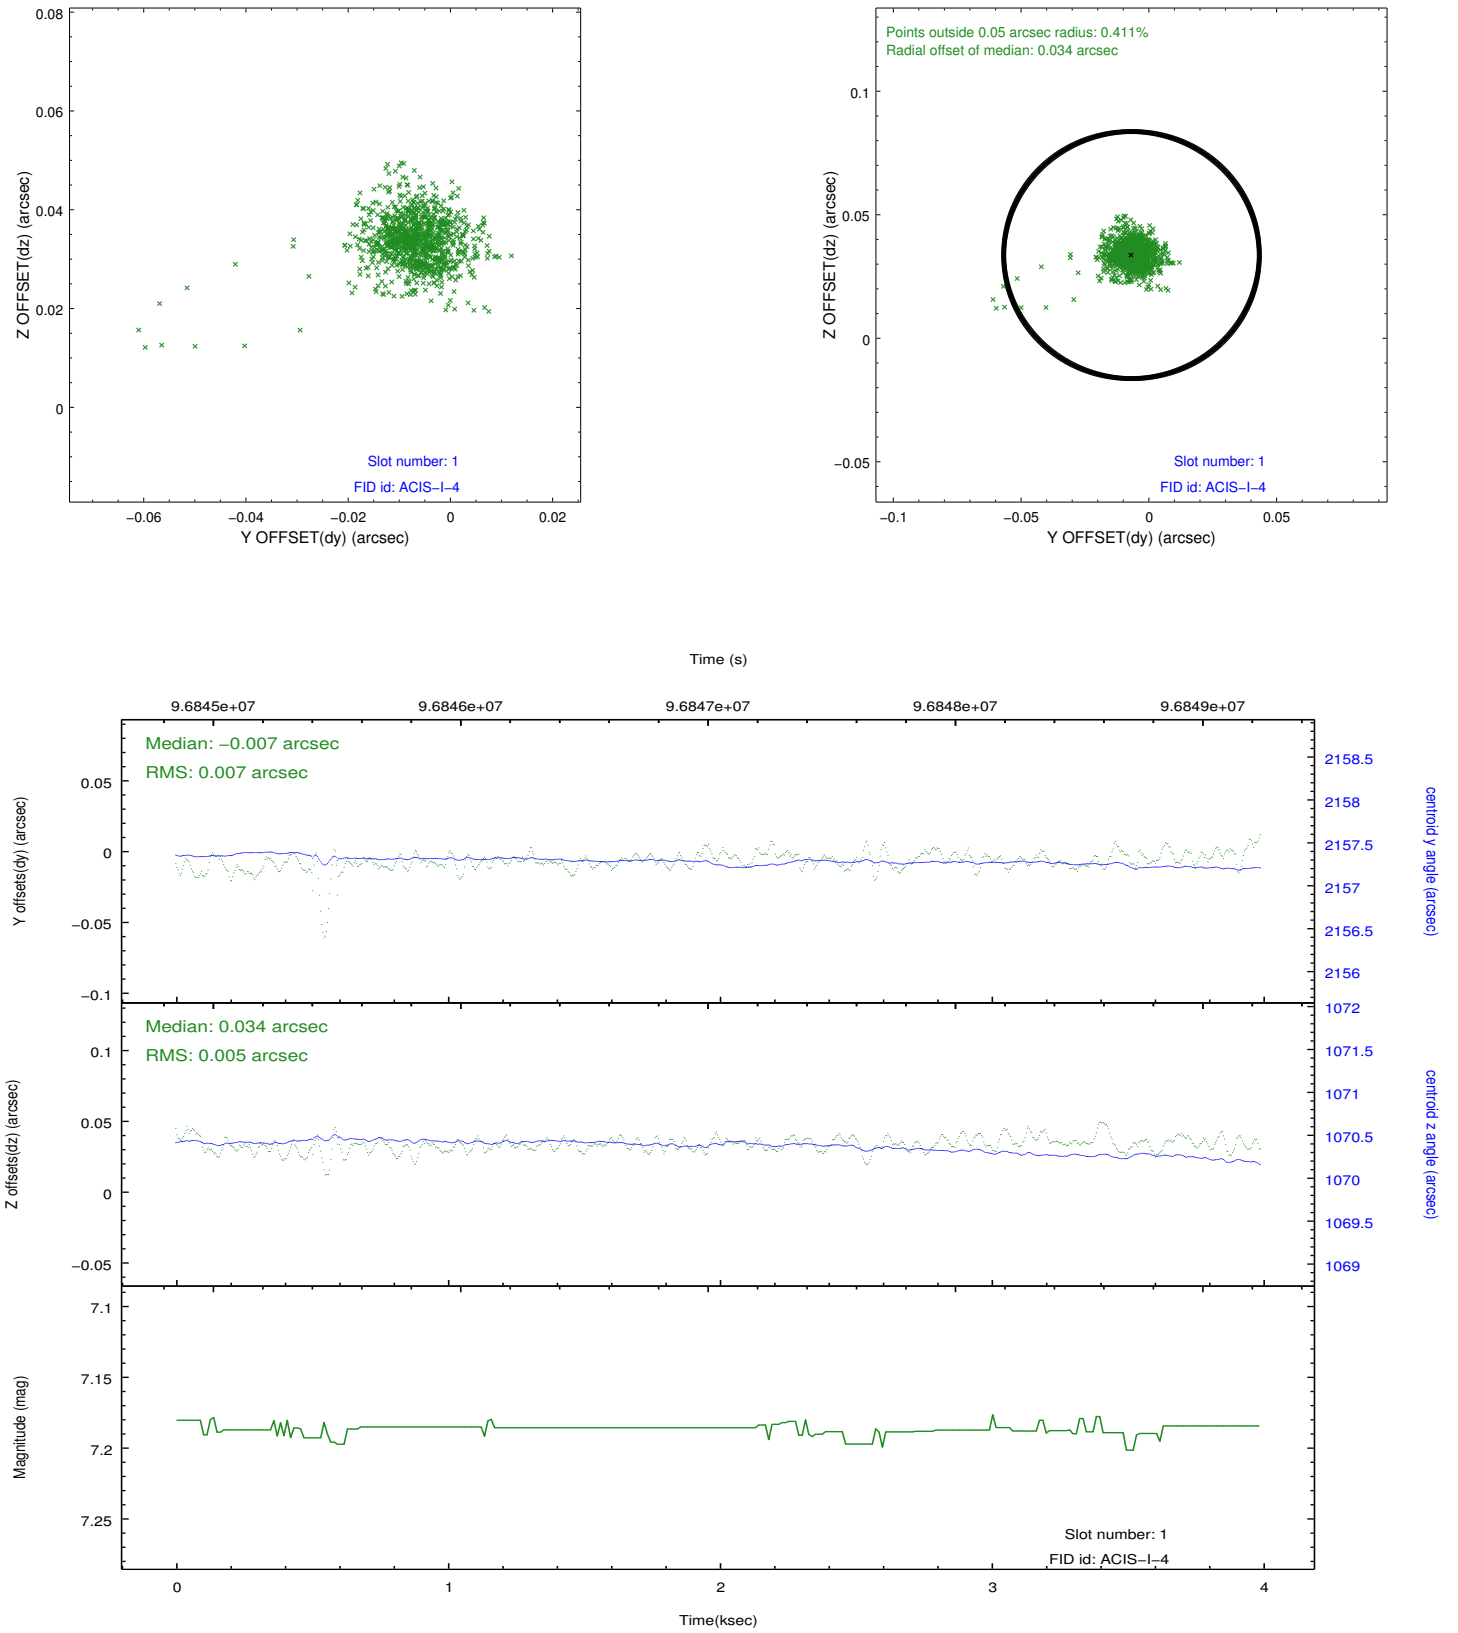 0.08
0.06
0.04
0.02
0
Z OFFSET(dz) (arcsec)
Slot number: 1
FID id: ACIS−I−4
−0.06
−0.04
−0.02
0
0.02
Y OFFSET(dy) (arcsec)
Points outside 0.05 arcsec radius: 0.411%
Radial offset of median: 0.034 arcsec
0.1
0.05
0
−0.05
Z OFFSET(dz) (arcsec)
Slot number: 1
FID id: ACIS−I−4
−0.1
−0.05
0
0.05
Y OFFSET(dy) (arcsec)
Time (s)
9.6845e+07
9.6846e+07
9.6847e+07
9.6848e+07
9.6849e+07
Median: −0.007 arcsec
RMS: 0.007 arcsec
0.05
0
−0.05
−0.1
Y offsets(dy) (arcsec)
2158.5
2158
2157.5
2157
2156.5
2156
centroid y angle (arcsec)
Median: 0.034 arcsec
RMS: 0.005 arcsec
0.1
0.05
0
−0.05
Z offsets(dz) (arcsec)
1072
1071.5
1071
1070.5
1070
1069.5
1069
centroid z angle (arcsec)
7.1
7.15
7.2
7.25
Magnitude (mag)
Slot number: 1
FID id: ACIS−I−4
0
1
2
3
4
Time(ksec)